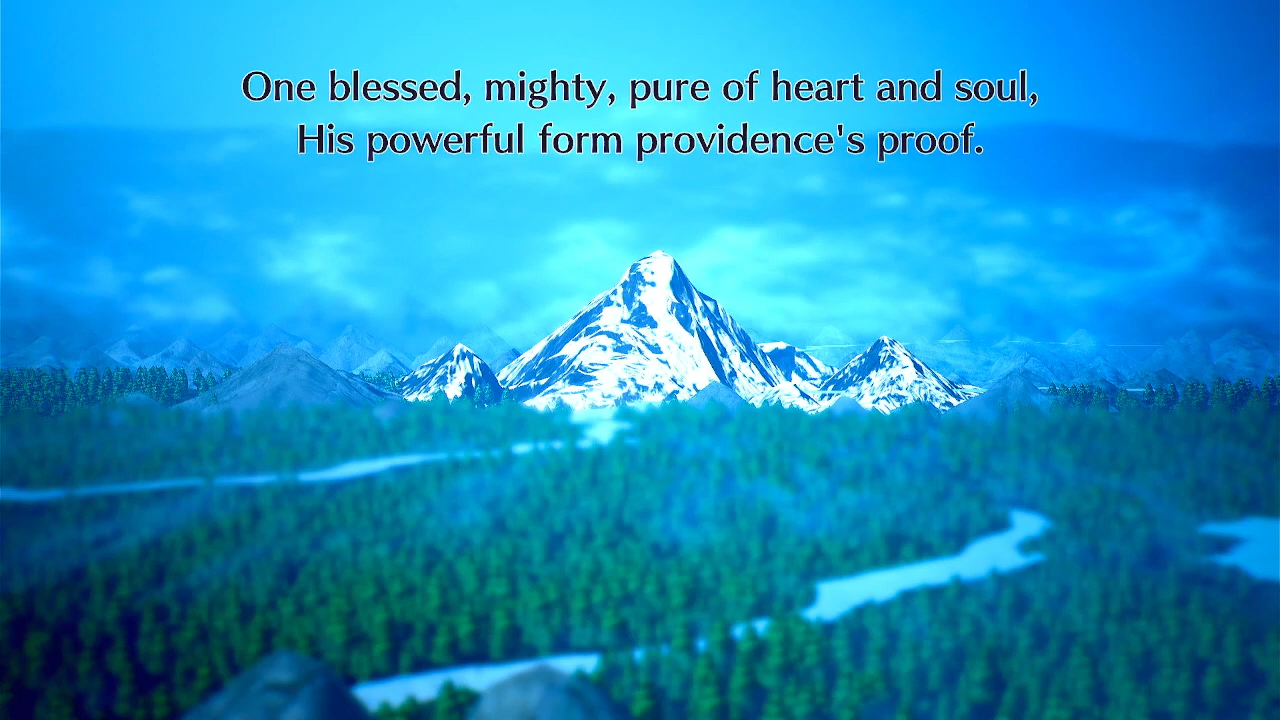 One blessed, mighty, pure of heart and soul,
His powerful form providence's proof.